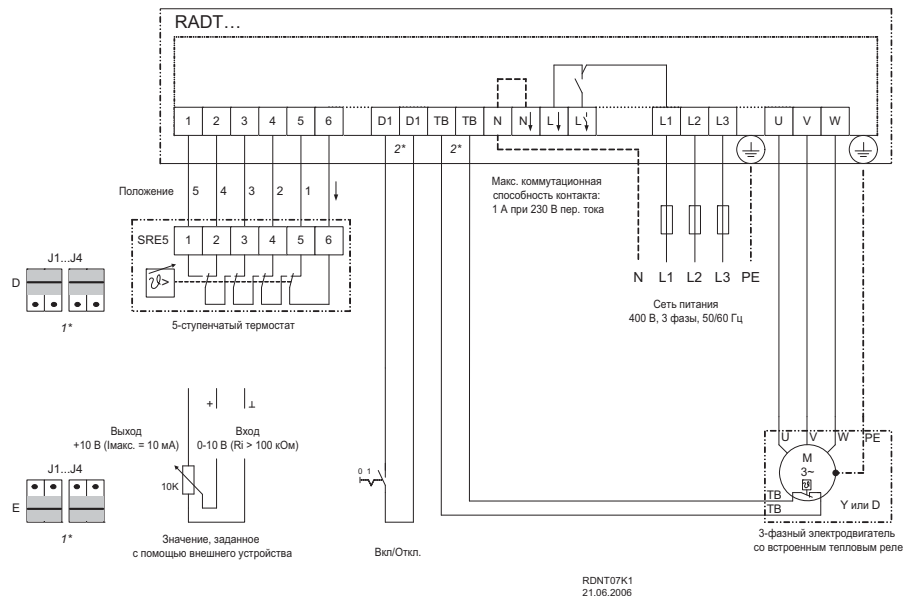 RADT…
1 2 3 4 5 6 D1 D1 TB TB N N L L L1 L2 L3 U V W
2* 2*
Положение 5 4 3 2 1
Макс. коммутационная
способность контакта:
1 А при 230 В пер. тока
SRE5 1 2 3 4 5 6
ϑ>
J1...J4
D
1*
5-ступенчатый термостат
N L1 L2 L3 PE
Сеть питания
400 В, 3 фазы, 50/60 Гц
+ ⊥
Выход
+10 В (Iмакс. = 10 мА)
Вход
0-10 В (Ri > 100 кОм)
J1...J4
E
1*
10K
Значение, заданное
с помощью внешнего устройства
0 1
Вкл/Откл.
U V W PE
M
3~
ϑ
TB
TB
Y или D
3-фазный электродвигатель
со встроенным тепловым реле
RDNT07K1
21.06.2006